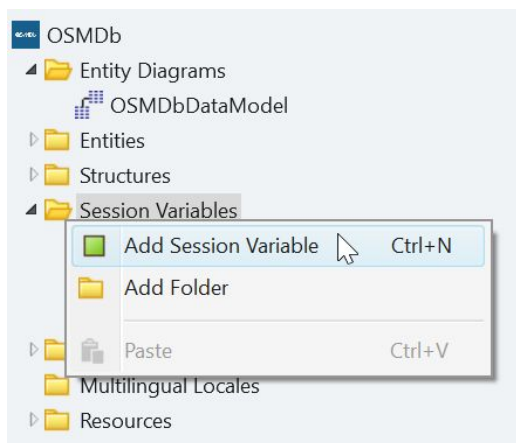 OSMDb
Entity Diagrams
OSMDbDataModel
Entities
Structures
Session Variables
Add Session Variable Ctrl+N
Add Folder
Paste Ctrl+V
Multilingual Locales
Resources